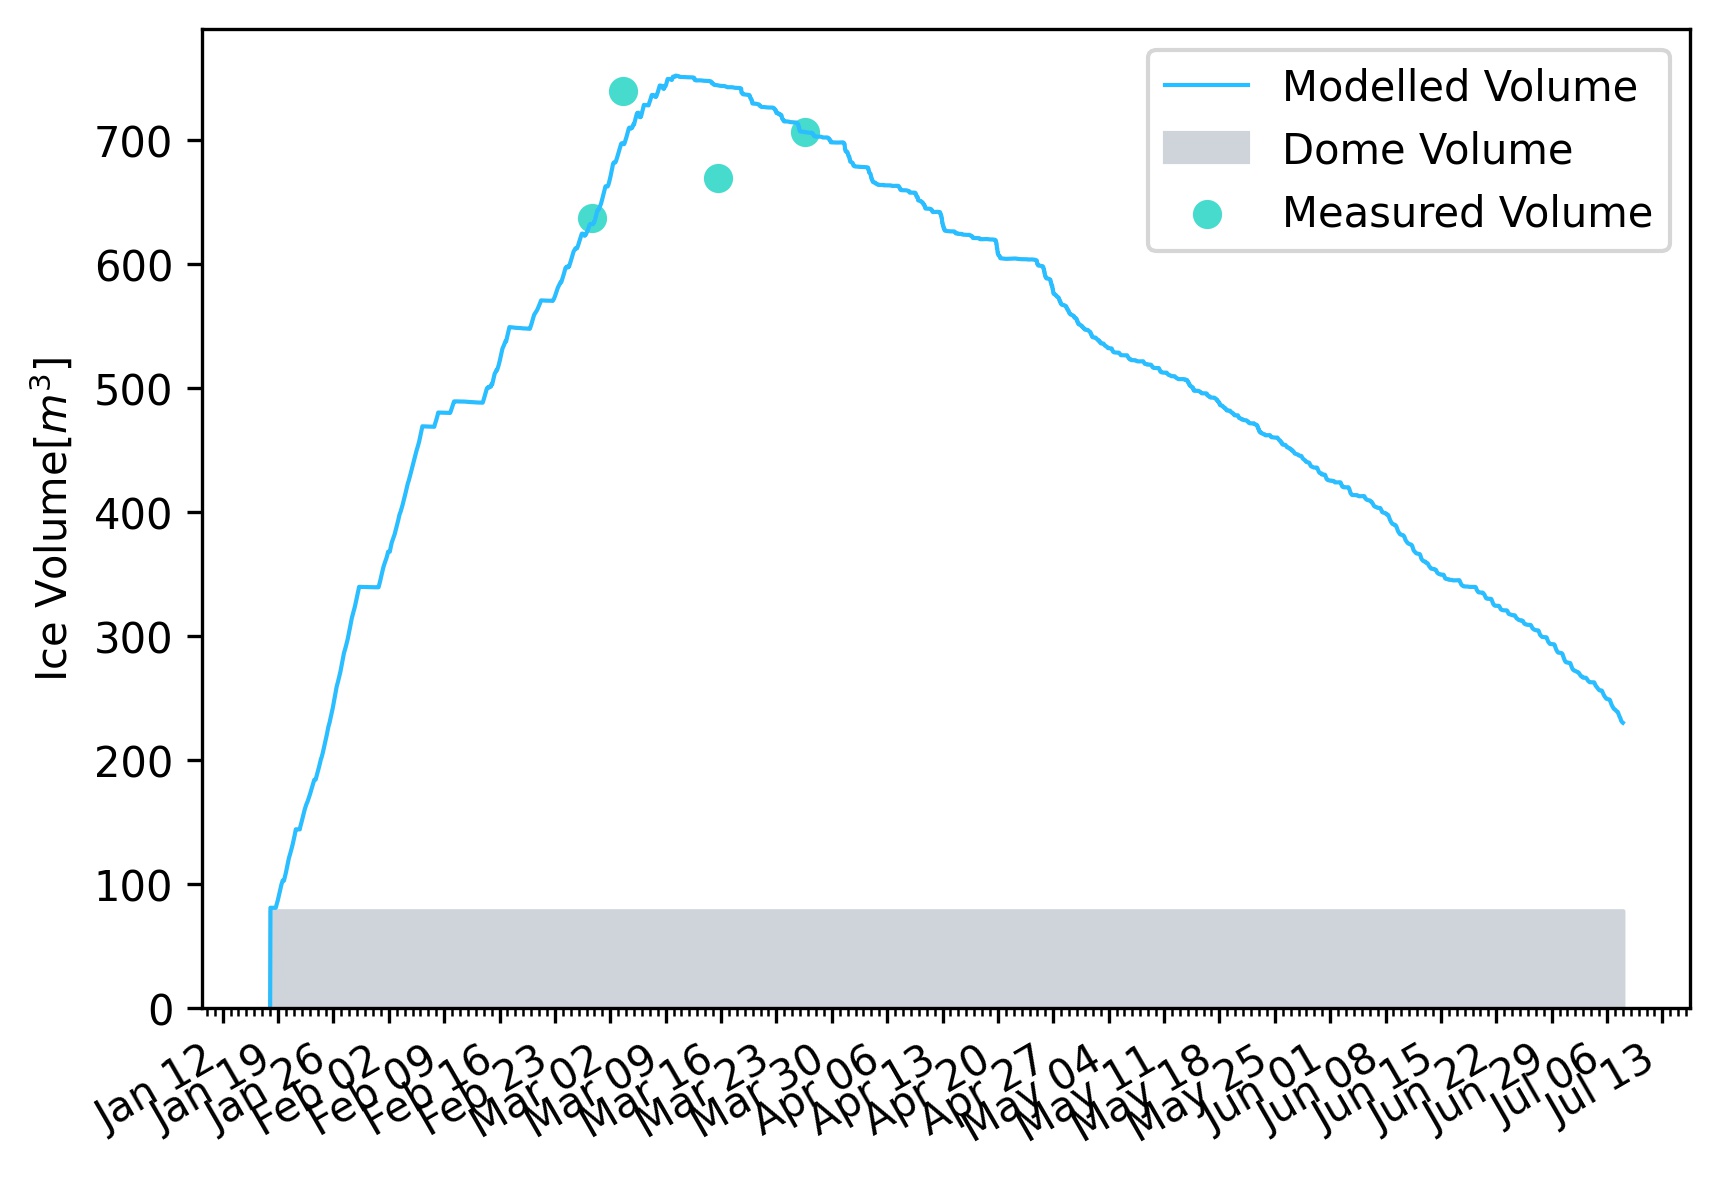 Modelled Volume
Dome Volume
Measured Volume
Ice Volume[m³]
700
600
500
400
300
200
100
0
Jan 12
Jan 19
Jan 26
Feb 02
Feb 09
Feb 16
Feb 23
Mar 02
Mar 09
Mar 16
Mar 23
Mar 30
Apr 06
Apr 13
Apr 20
Apr 27
May 04
May 11
May 18
May 25
Jun 01
Jun 08
Jun 15
Jun 22
Jun 29
Jul 06
Jul 13